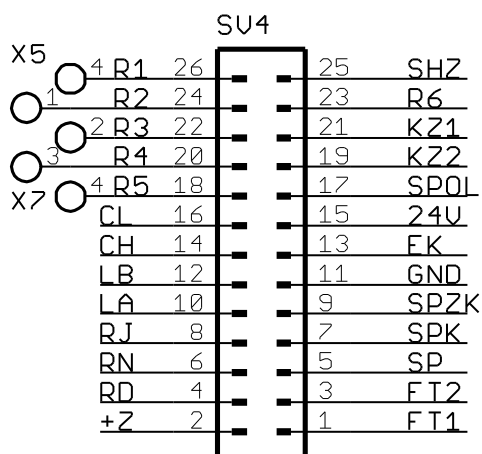 SV4
X5
4 R1 26 25 SHZ
1 R2 24 23 R6
2 R3 22 21 KZ1
3 R4 20 19 KZ2
X7
4 R5 18 17 SPOL
CL 16 15 24V
CH 14 13 EK
LB 12 11 GND
LA 10 9 SPZK
RJ 8 7 SPK
RN 6 5 SP
RD 4 3 FT2
+Z 2 1 FT1